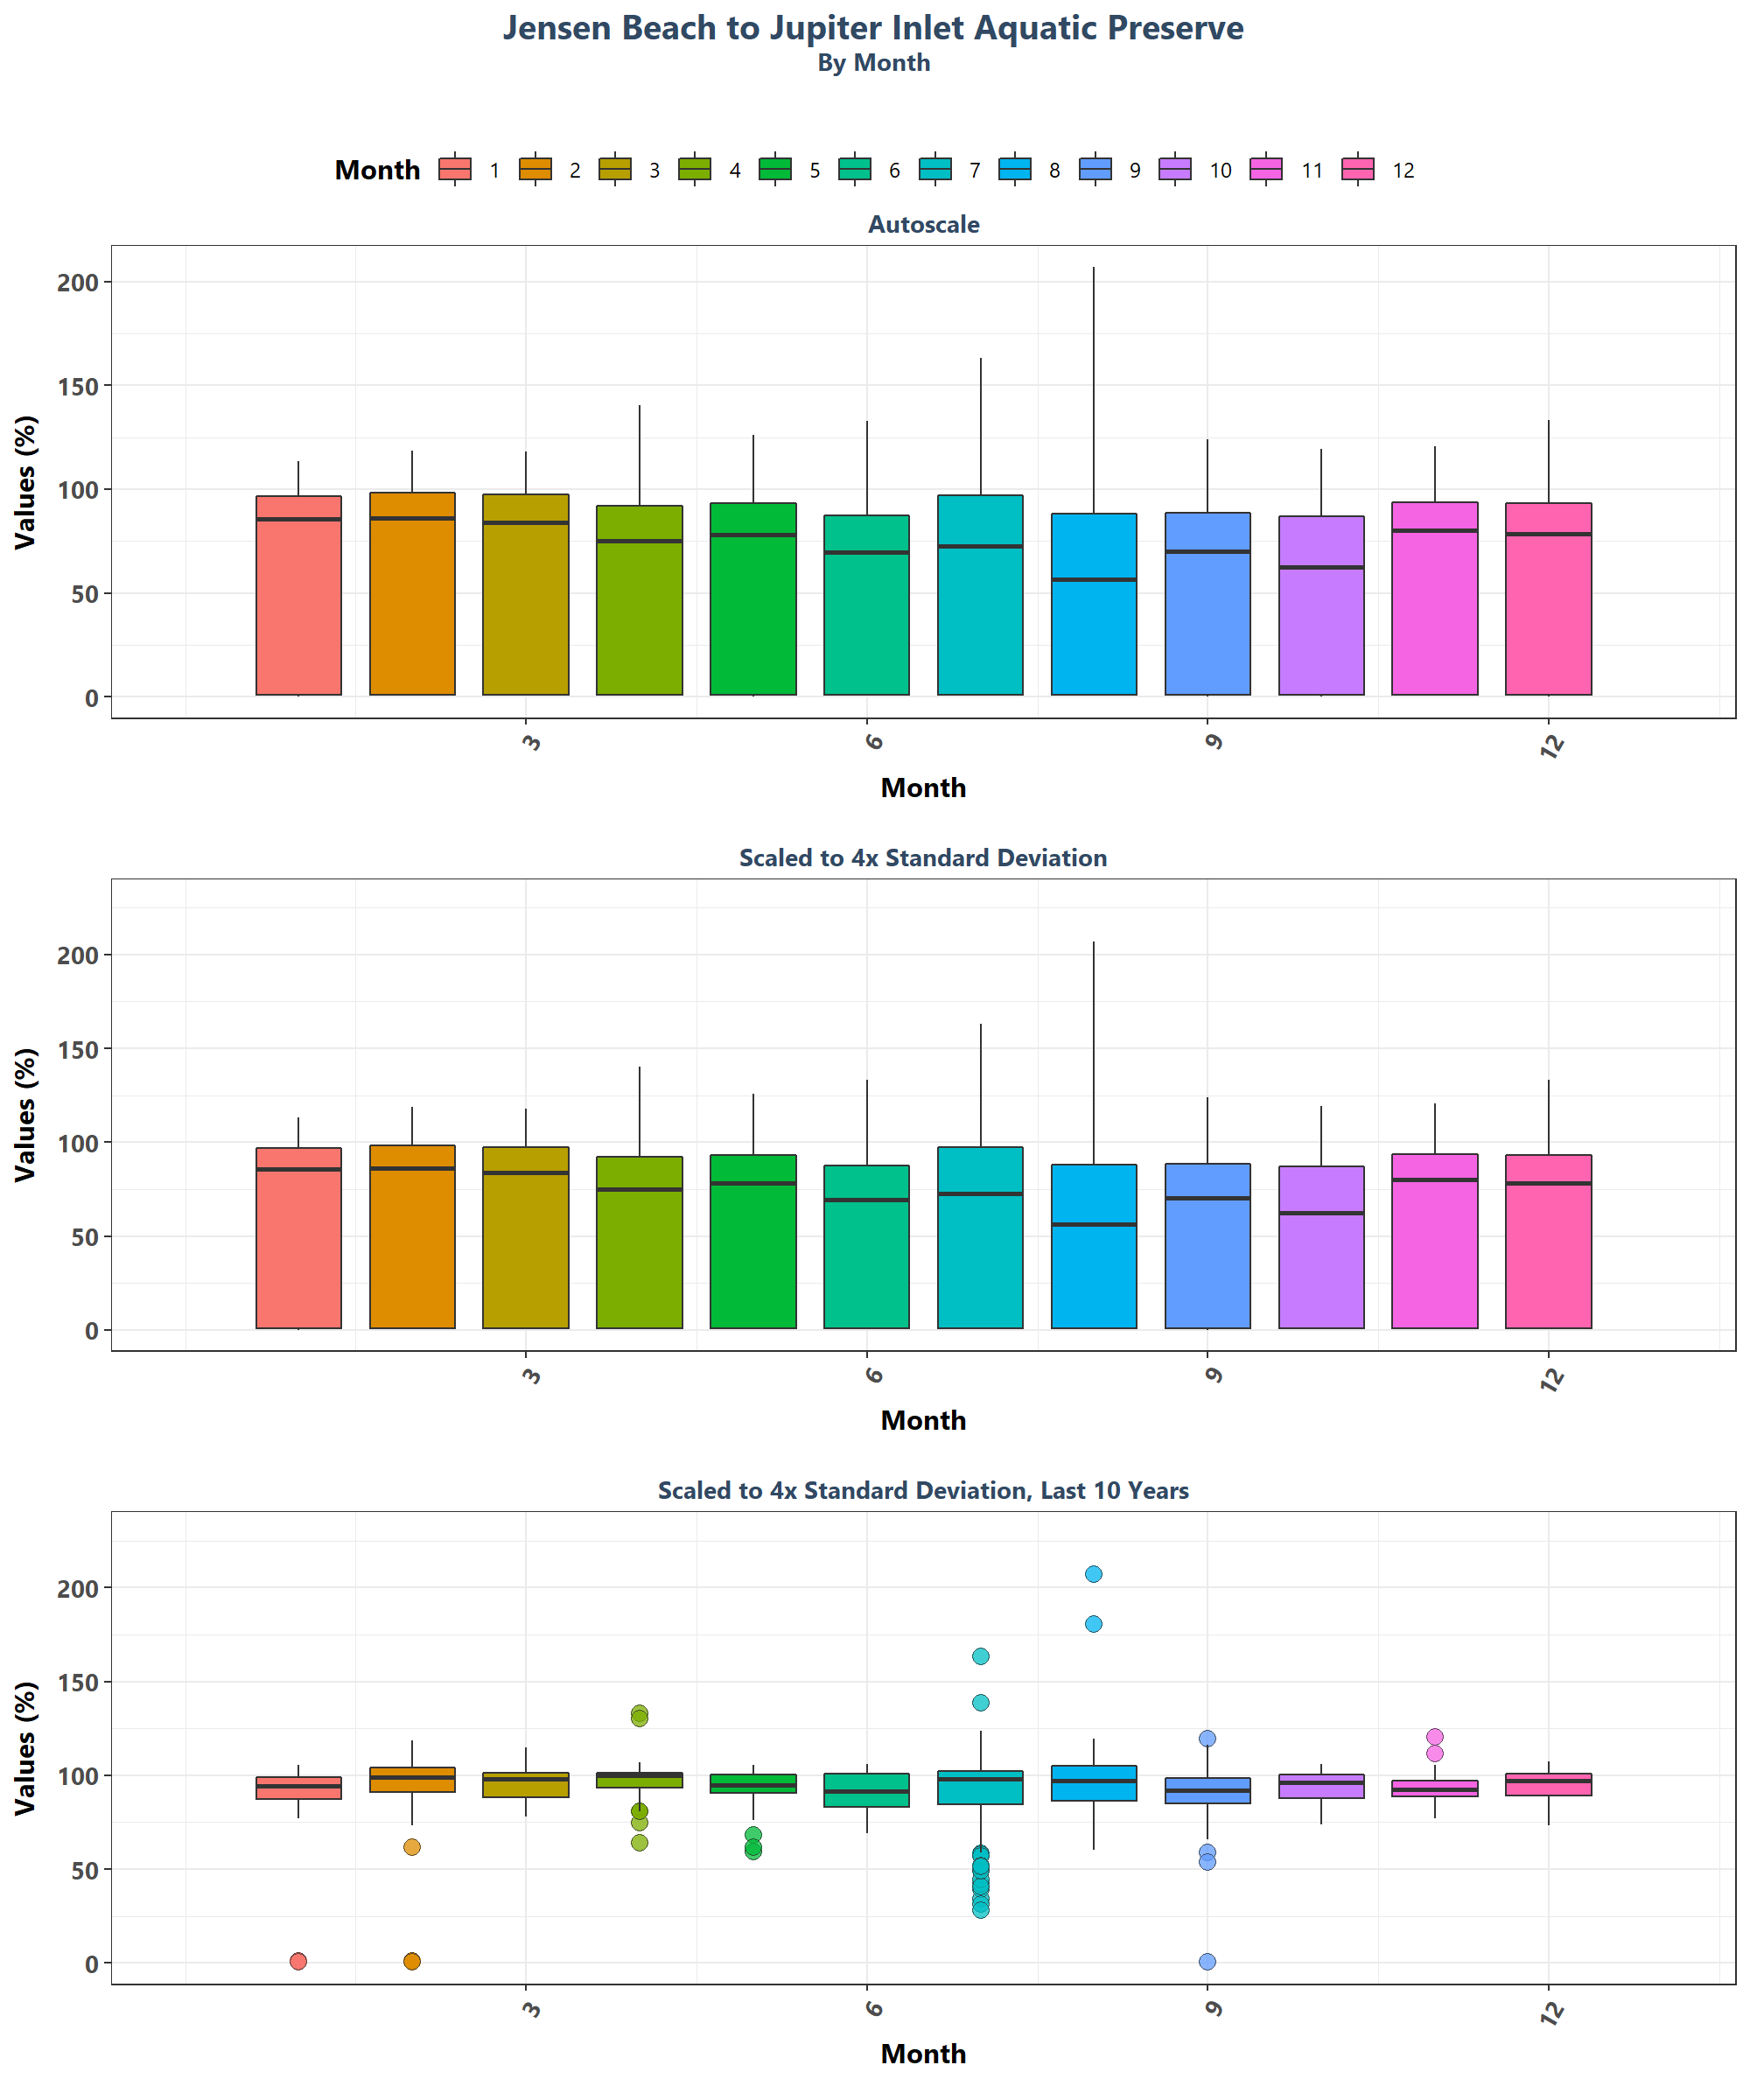 Jensen Beach to Jupiter Inlet Aquatic Preserve
By Month
Month 1 2 3 4 5 6 7 8 9 10 11 12
Autoscale
Values (%)
200
150
100
50
0
3 6 9 12
Month
Scaled to 4x Standard Deviation
Values (%)
200
150
100
50
0
3 6 9 12
Month
Scaled to 4x Standard Deviation, Last 10 Years
Values (%)
200
150
100
50
0
3 6 9 12
Month